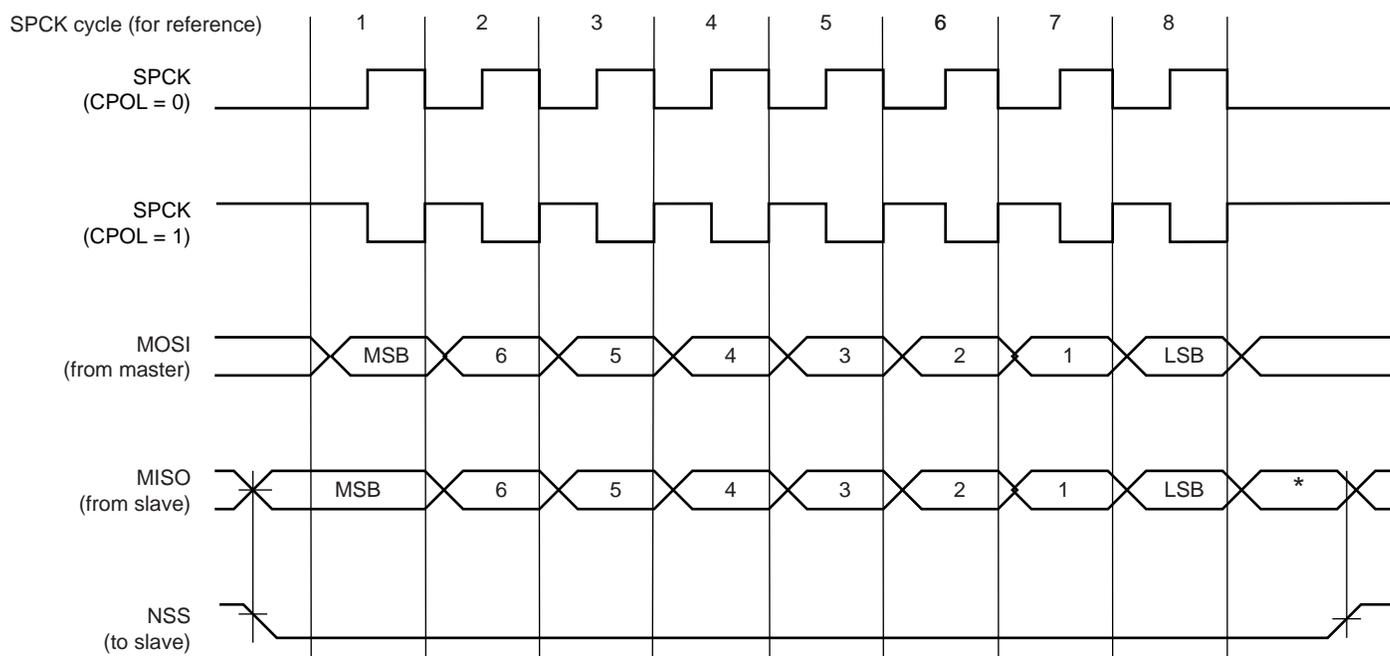 SPCK cycle (for reference) 1 2 3 4 5 6 7 8
SPCK
(CPOL = 0)
SPCK
(CPOL = 1)
MOSI
(from master)
MSB 6 5 4 3 2 1 LSB
MISO
(from slave)
MSB 6 5 4 3 2 1 LSB *
NSS
(to slave)